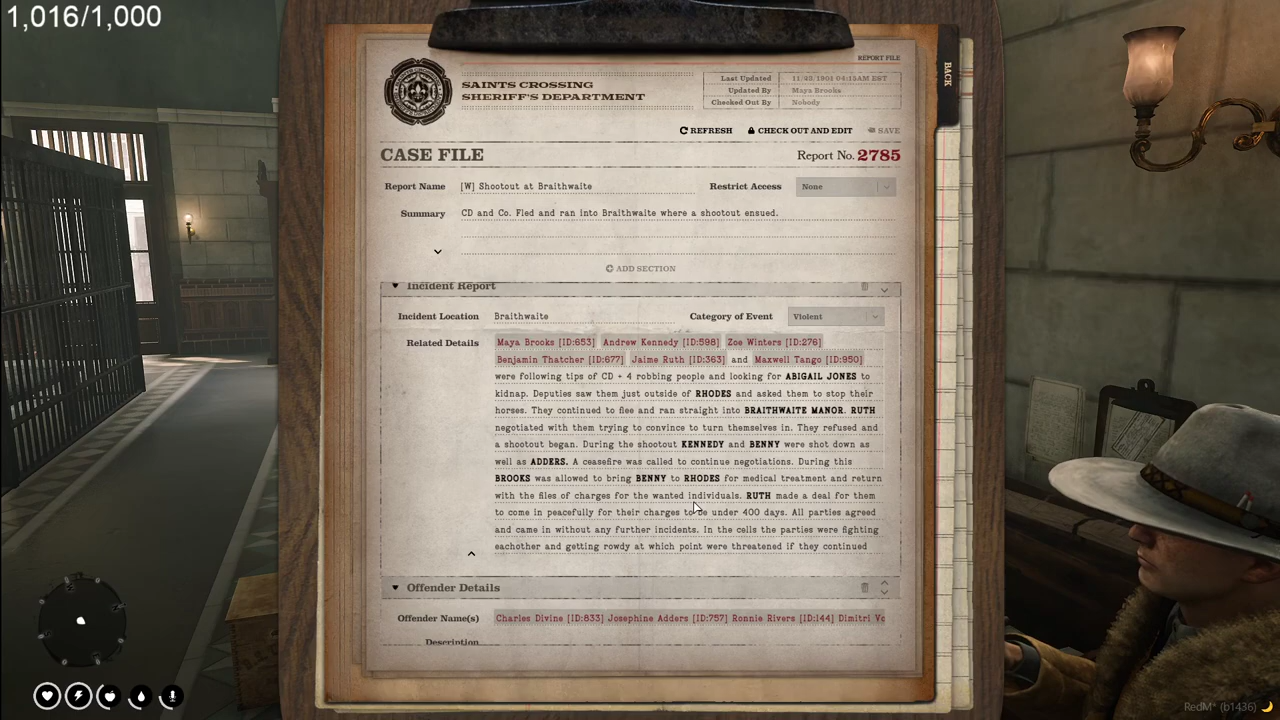 1,016/1,000
REPORT FILE
BACK
SAINTS CROSSING
SHERIFF'S DEPARTMENT
Last Updated 11/23/1901 04:13AM EST
Updated By Maya Brooks
Checked Out By Nobody
REFRESH CHECK OUT AND EDIT SAVE
CASE FILE Report No. 2785
Report Name [W] Shootout at Braithwaite Restrict Access None
Summary CD and Co. Fled and ran into Braithwaite where a shootout ensued.
ADD SECTION
Incident Report
Incident Location Braithwaite Category of Event Violent
Related Details Maya Brooks [ID:653] Andrew Kennedy [ID:598] Zoe Winters [ID:276]
Benjamin Thatcher [ID:677] Jaime Ruth [ID:363] and Maxwell Tango [ID:950]
were following tips of CD + 4 robbing people and looking for ABIGAIL JONES to
kidnap. Deputies saw them just outside of RHODES and asked them to stop their
horses. They continued to flee and ran straight into BRAITHWAITE MANOR. RUTH
negotiated with them trying to convince to turn themselves in. They refused and
a shootout began. During the shootout KENNEDY and BENNY were shot down as
well as ADDERS. A ceasefire was called to continue negotiations. During this
BROOKS was allowed to bring BENNY to RHODES for medical treatment and return
with the files of charges for the wanted individuals. RUTH made a deal for them
to come in peacefully for their charges to be under 400 days. All parties agreed
and came in without any further incidents. In the cells the parties were fighting
eachother and getting rowdy at which point were threatened if they continued
Offender Details
Offender Name(s) Charles Divine [ID:833] Josephine Adders [ID:757] Ronnie Rivers [ID:144] Dimitri Vo
Description
RedM* (b1436)